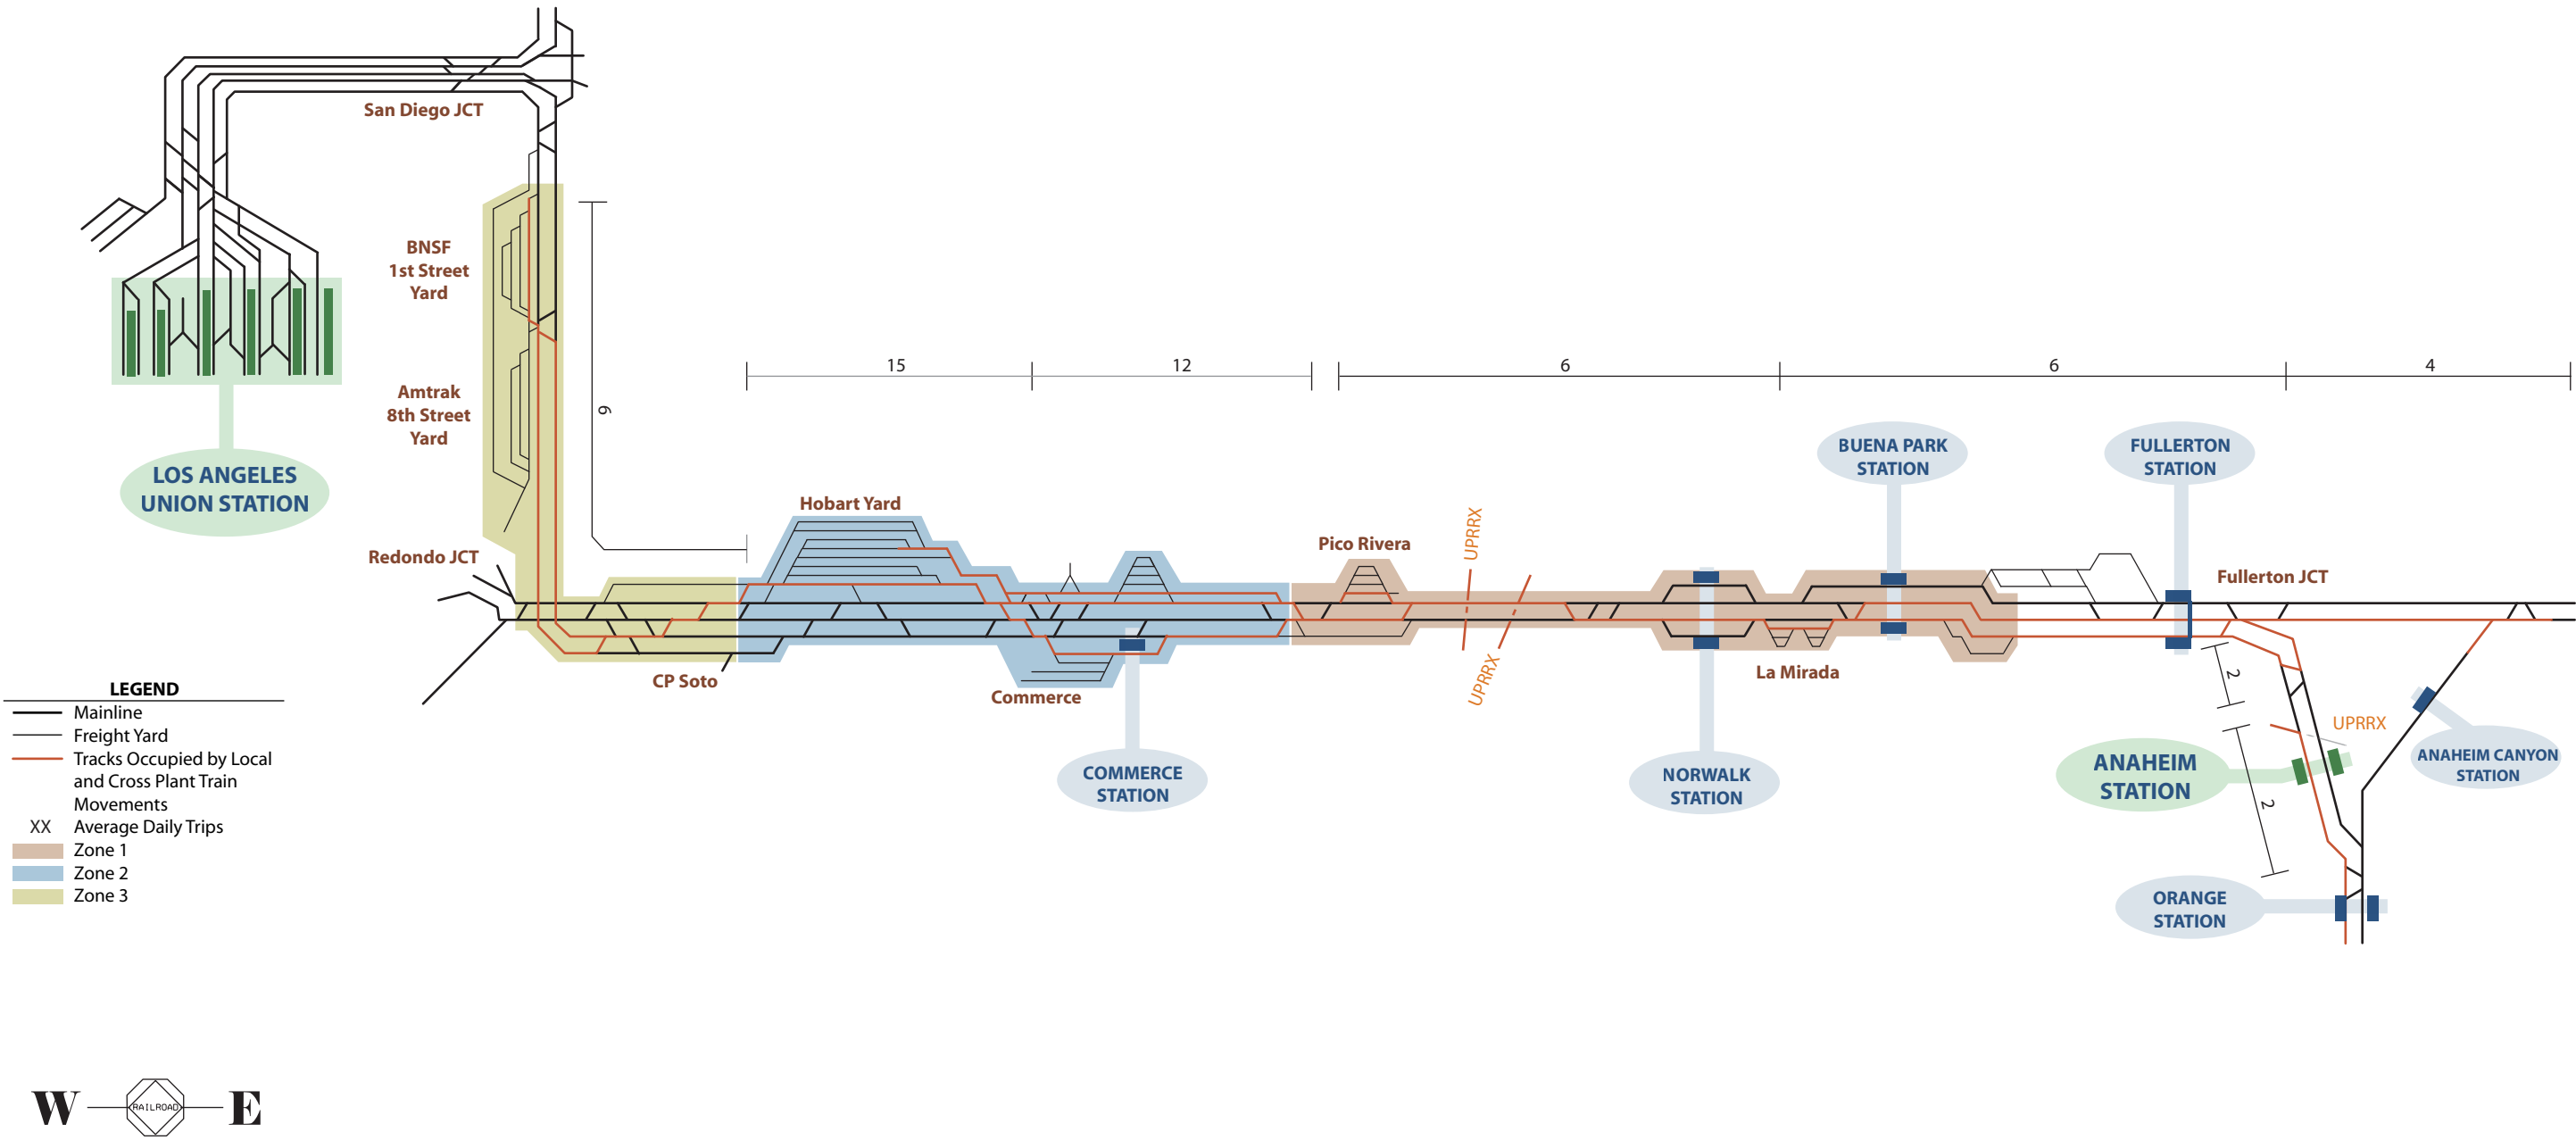 San Diego JCT
BNSF
1st Street
Yard
Amtrak
8th Street
Yard
LOS ANGELES
UNION STATION
6
15
12
6
6
4
Redondo JCT
Hobart Yard
Pico Rivera
UPRRX
UPRRX
BUENA PARK
STATION
FULLERTON
STATION
Fullerton JCT
CP Soto
Commerce
COMMERCE
STATION
NORWALK
STATION
La Mirada
2
2
UPRRX
ANAHEIM
STATION
ANAHEIM CANYON
STATION
ORANGE
STATION
LEGEND
Mainline
Freight Yard
Tracks Occupied by Local
and Cross Plant Train
Movements
XX Average Daily Trips
Zone 1
Zone 2
Zone 3
W RAILROAD E